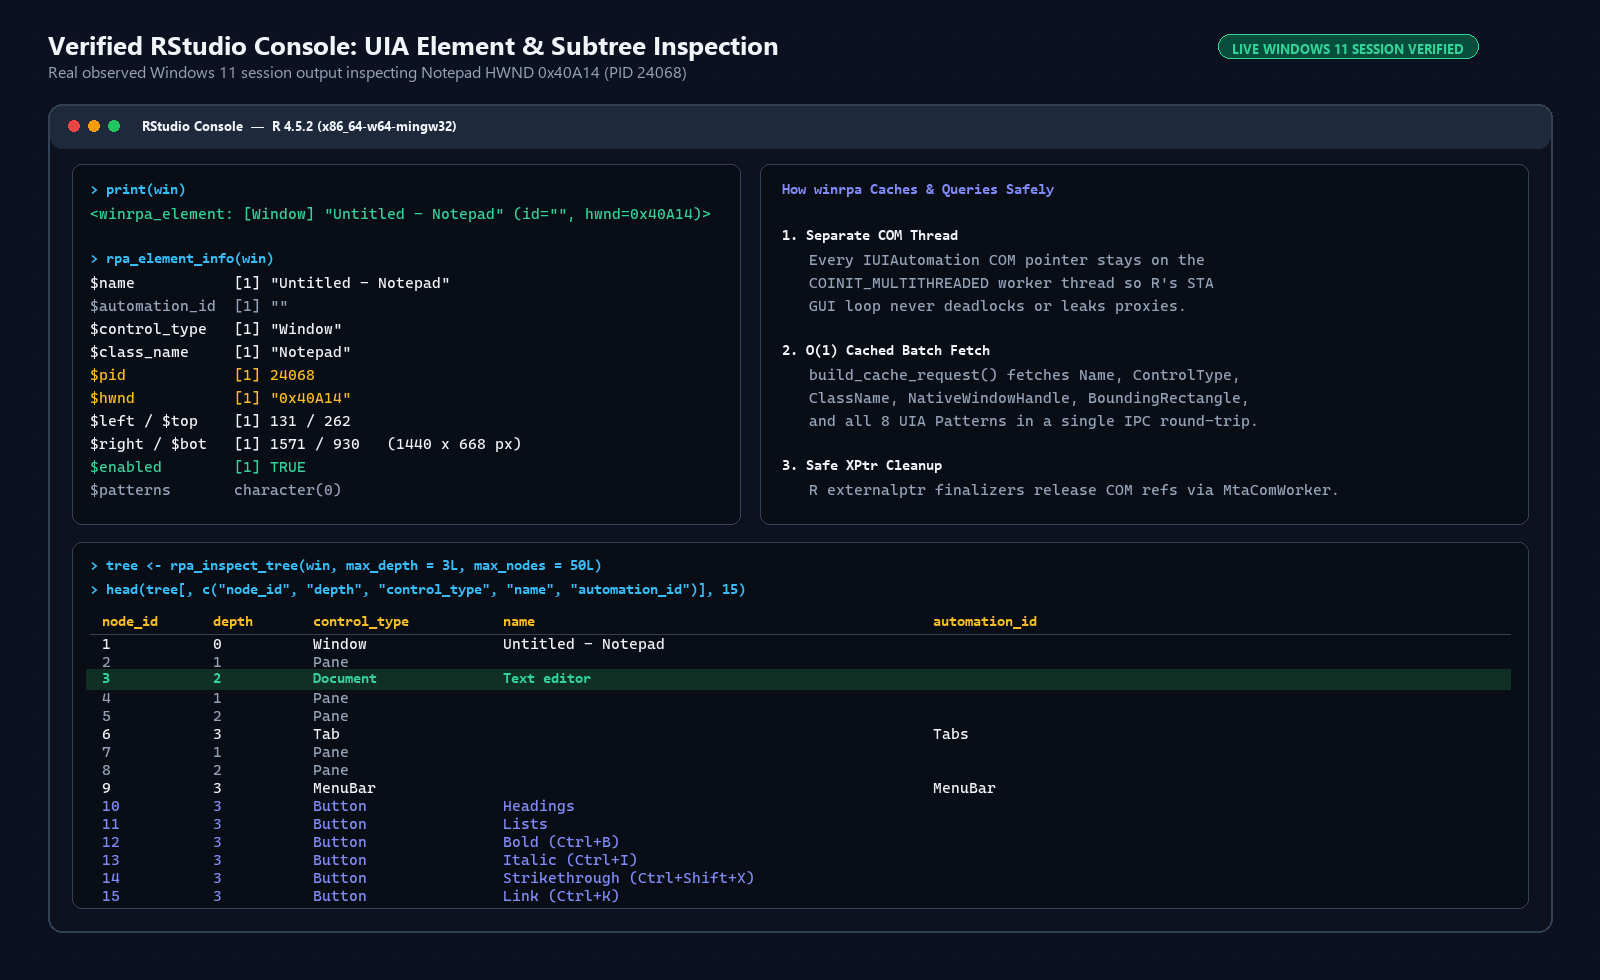 Verified RStudio Console: UIA Element & Subtree Inspection
LIVE WINDOWS 11 SESSION VERIFIED
Real observed Windows 11 session output inspecting Notepad HWND 0x40A14 (PID 24068)
RStudio Console — R 4.5.2 (x86_64-w64-mingw32)
> print(win)
<winrpa_element: [Window] "Untitled - Notepad" (id="", hwnd=0x40A14)>
> rpa_element_info(win)
$name [1] "Untitled - Notepad"
$automation_id [1] ""
$control_type [1] "Window"
$class_name [1] "Notepad"
$pid [1] 24068
$hwnd [1] "0x40A14"
$left / $top [1] 131 / 262
$right / $bot [1] 1571 / 930 (1440 x 668 px)
$enabled [1] TRUE
$patterns character(0)
How winrpa Caches & Queries Safely
1. Separate COM Thread
Every IUIAutomation COM pointer stays on the
COINIT_MULTITHREADED worker thread so R's STA
GUI loop never deadlocks or leaks proxies.
2. O(1) Cached Batch Fetch
build_cache_request() fetches Name, ControlType,
ClassName, NativeWindowHandle, BoundingRectangle,
and all 8 UIA Patterns in a single IPC round-trip.
3. Safe XPtr Cleanup
R externalptr finalizers release COM refs via MtaComWorker.
> tree <- rpa_inspect_tree(win, max_depth = 3L, max_nodes = 50L)
> head(tree[, c("node_id", "depth", "control_type", "name", "automation_id")], 15)
node_id depth control_type name automation_id
1 0 Window Untitled - Notepad
2 1 Pane
3 2 Document Text editor
4 1 Pane
5 2 Pane
6 3 Tab Tabs
7 1 Pane
8 2 Pane
9 3 MenuBar MenuBar
10 3 Button Headings
11 3 Button Lists
12 3 Button Bold (Ctrl+B)
13 3 Button Italic (Ctrl+I)
14 3 Button Strikethrough (Ctrl+Shift+X)
15 3 Button Link (Ctrl+K)